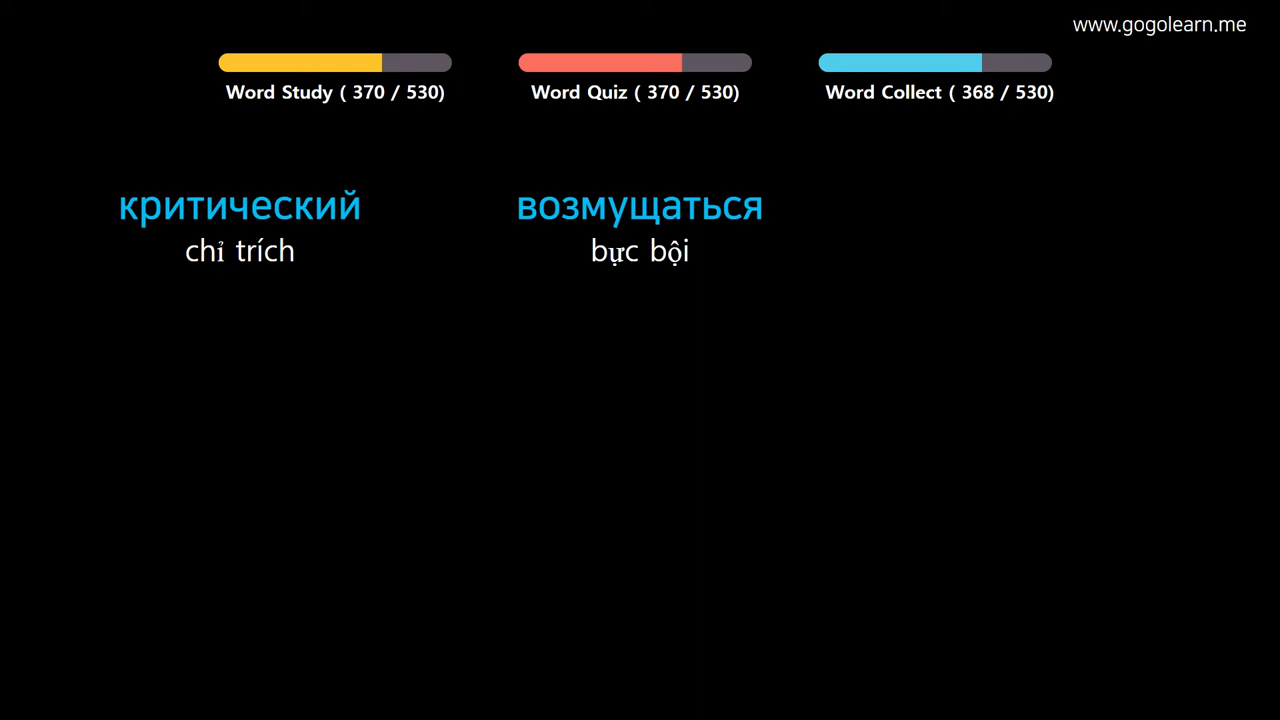 www.gogolearn.me
Word Study ( 370 / 530)
Word Quiz ( 370 / 530)
Word Collect ( 368 / 530)
критический
chỉ trích
возмущаться
bực bội